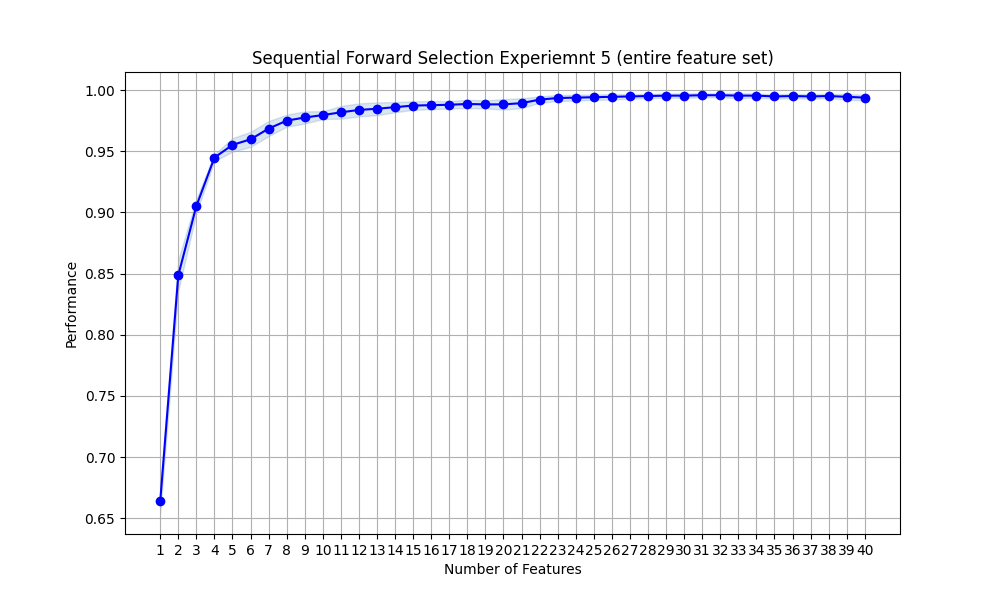 Sequential Forward Selection Experiemnt 5 (entire feature set)
1.00
0.95
0.90
0.85
0.80
0.75
0.70
0.65
Performance
1 2 3 4 5 6 7 8 9 10 11 12 13 14 15 16 17 18 19 20 21 22 23 24 25 26 27 28 29 30 31 32 33 34 35 36 37 38 39 40
Number of Features